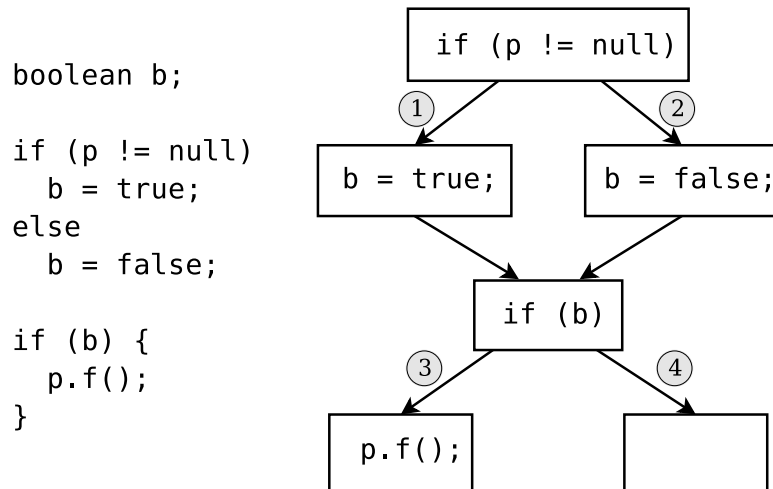 boolean b;
if (p != null)
b = true;
else
b = false;
if (b) {
p.f();
}
if (p != null)
1
2
b = true;
b = false;
if (b)
3
4
p.f();